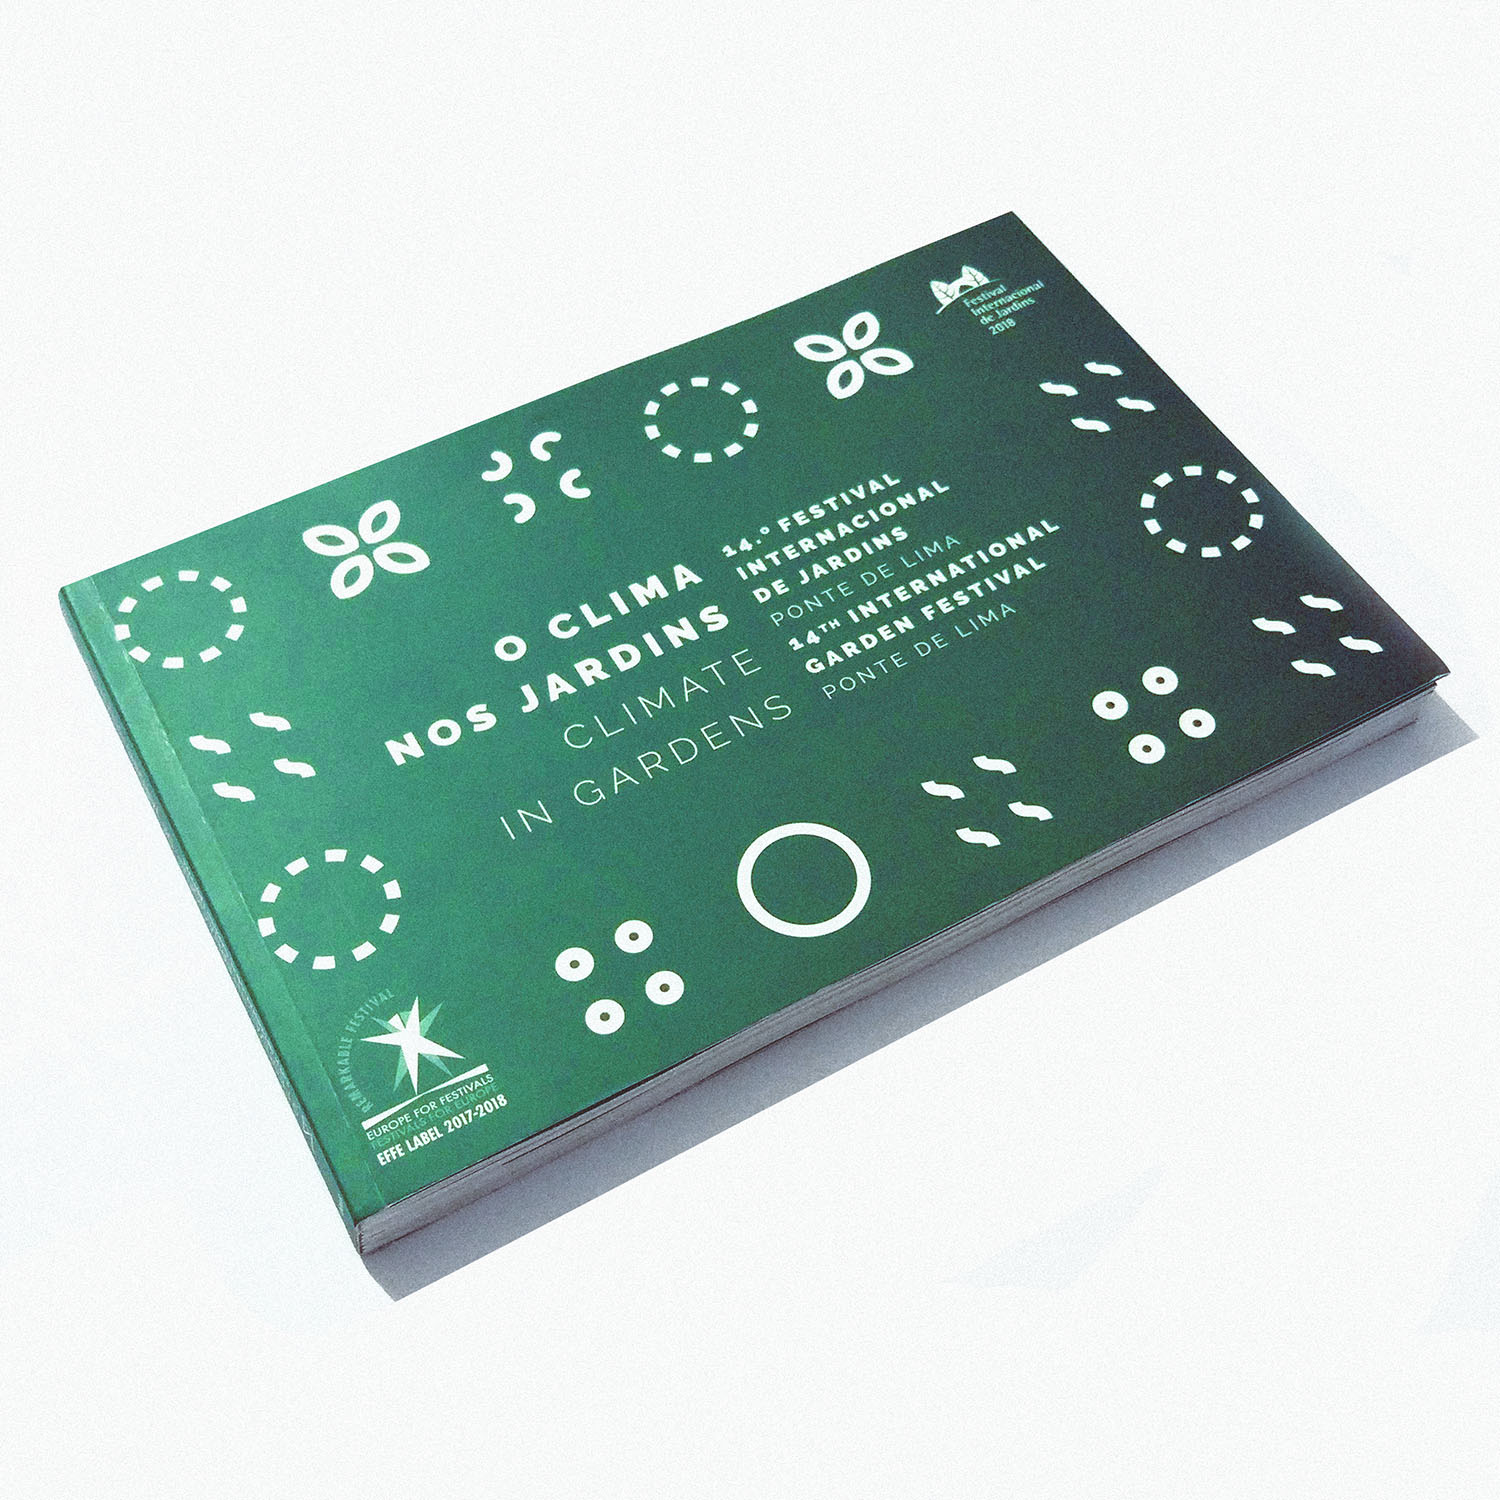 Festival
Internacional
de Jardins
2018
O CLIMA
NOS JARDINS
CLIMATE
IN GARDENS
14.º FESTIVAL
INTERNACIONAL
DE JARDINS
PONTE DE LIMA
14TH INTERNATIONAL
GARDEN FESTIVAL
PONTE DE LIMA
REMARKABLE FESTIVAL
EUROPE FOR FESTIVALS
FESTIVALS FOR EUROPE
EFFE LABEL 2017-2018